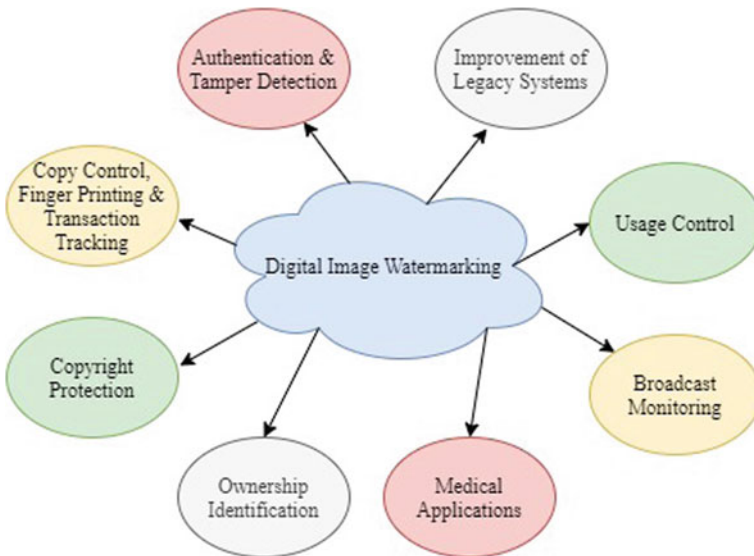 Authentication &
Tamper Detection
Improvement of
Legacy Systems
Copy Control,
Finger Printing &
Transaction
Tracking
Usage Control
Digital Image Watermarking
Copyright
Protection
Broadcast
Monitoring
Ownership
Identification
Medical
Applications